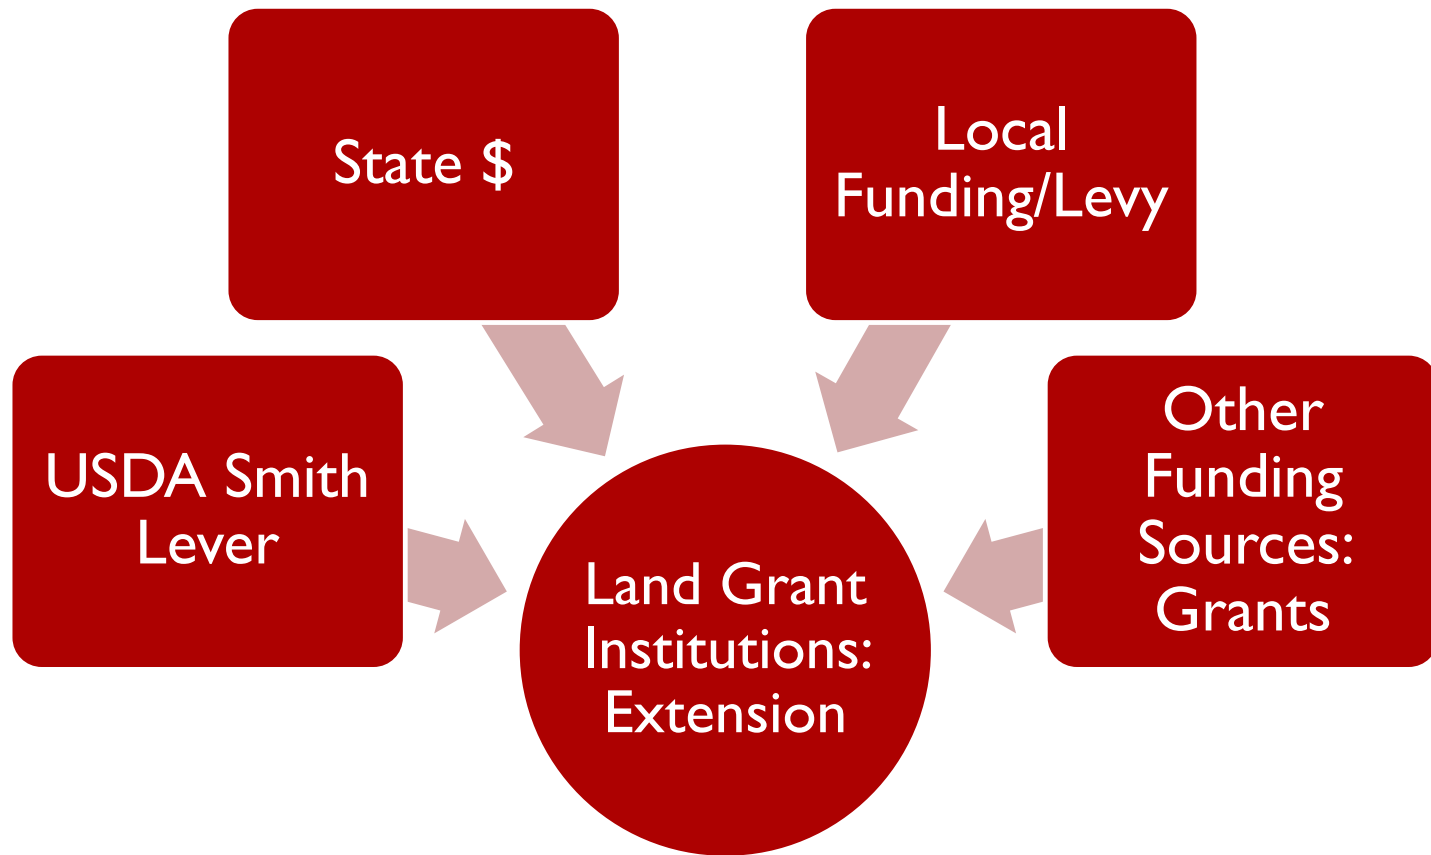 State $
Local
Funding/Levy
USDA Smith
Lever
Other
Funding
Sources:
Grants
Land Grant
Institutions:
Extension